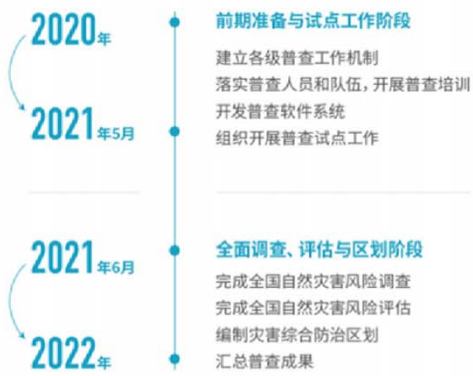 2020年
前期准备与试点工作阶段
建立各级普查工作机制
落实普查人员和队伍，开展普查培训
开发普查软件系统
2021年5月
组织开展普查试点工作
2021年6月
全面调查、评估与区划阶段
完成全国自然灾害风险调查
完成全国自然灾害风险评估
编制灾害综合防治区划
2022年
汇总普查成果